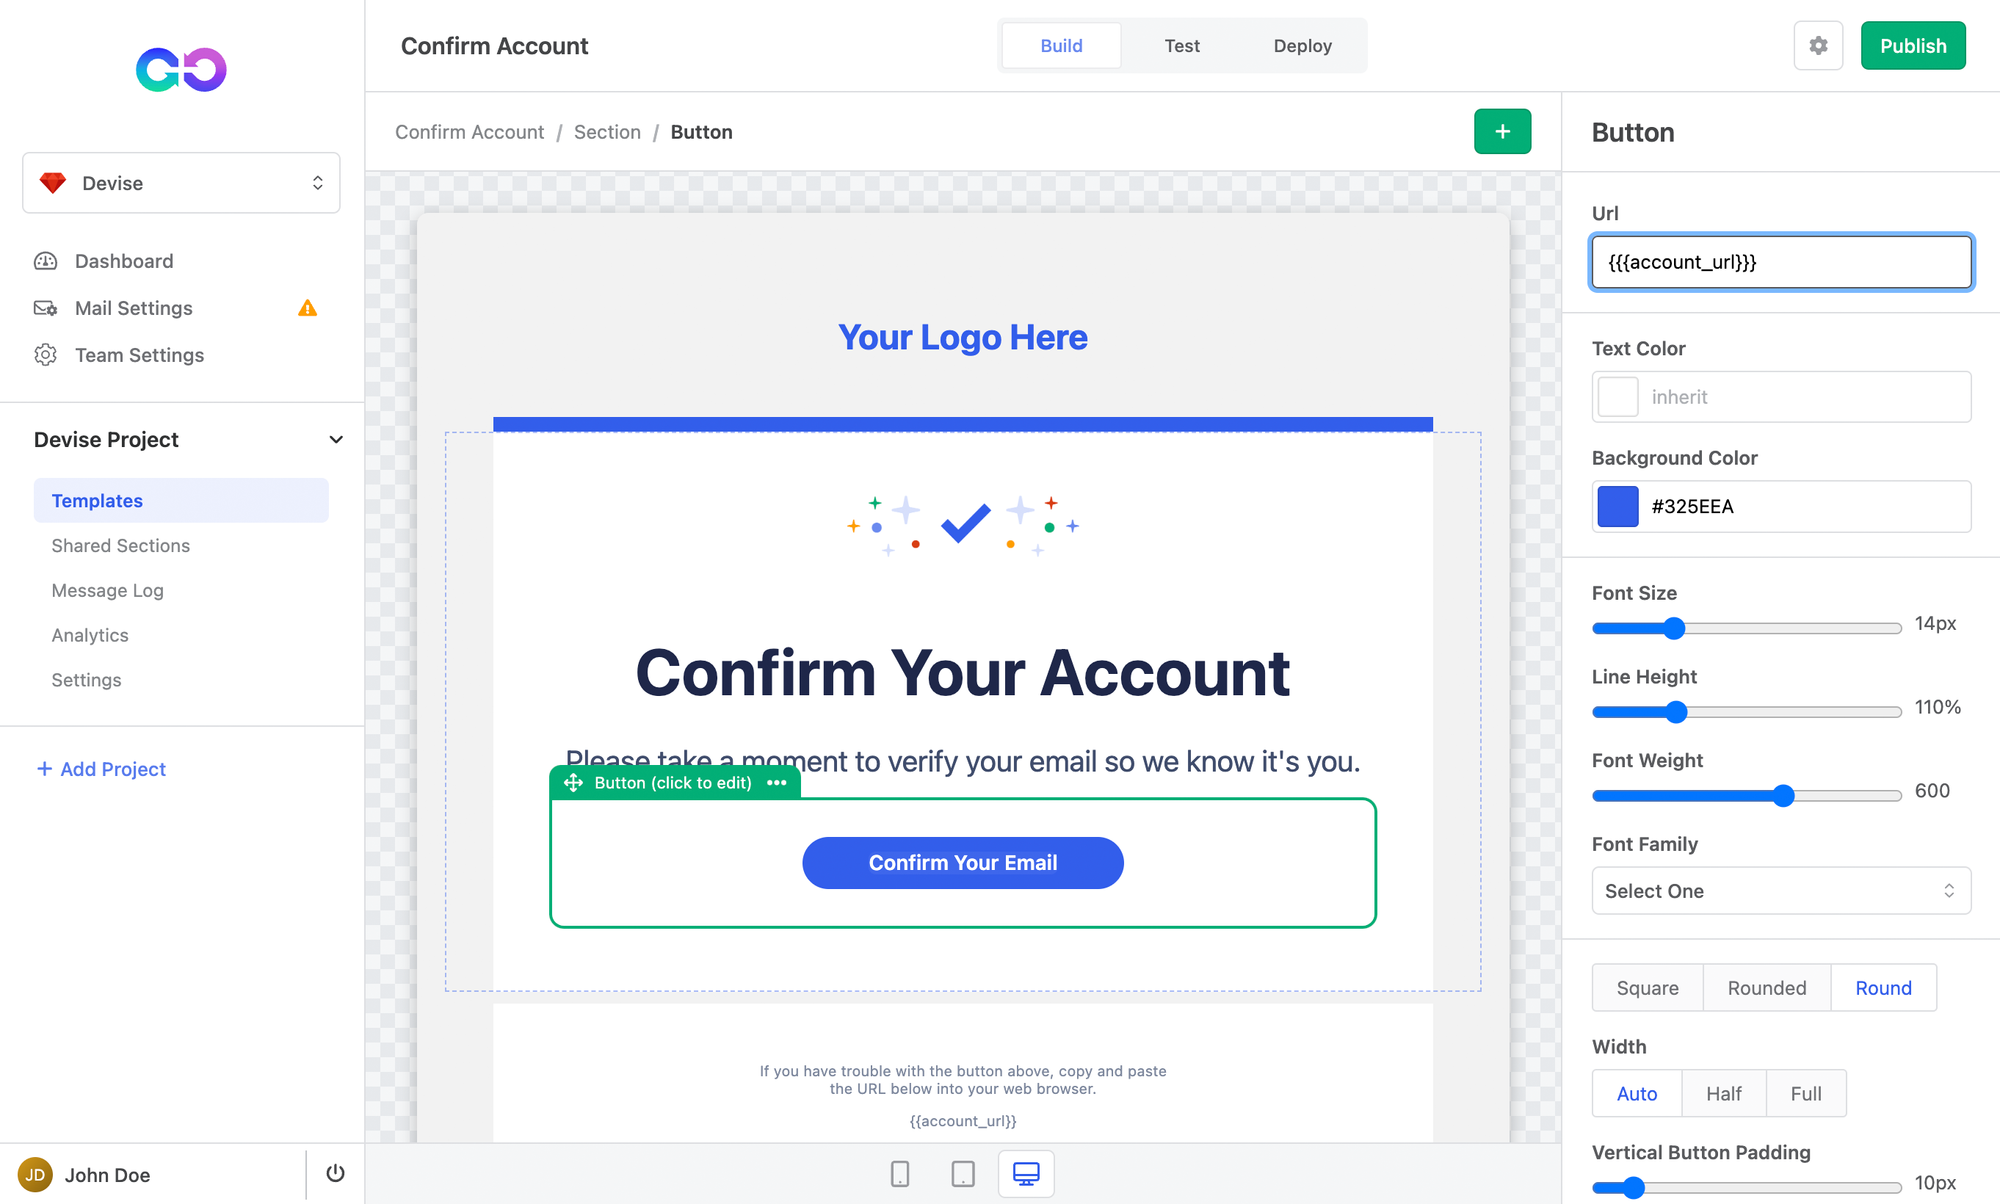 Confirm Account
Build
Test
Deploy
Publish
Devise
Dashboard
Mail Settings
Team Settings
Devise Project
Templates
Shared Sections
Message Log
Analytics
Settings
+ Add Project
JD John Doe
Confirm Account / Section / Button
+
Your Logo Here
Confirm Your Account
Please take a moment to verify your email so we know it's you.
Button (click to edit) •••
Confirm Your Email
If you have trouble with the button above, copy and paste
the URL below into your web browser.
{{account_url}}
Button
Url
{{{account_url}}}
Text Color
inherit
Background Color
#325EEA
Font Size
14px
Line Height
110%
Font Weight
600
Font Family
Select One
Square Rounded Round
Width
Auto Half Full
Vertical Button Padding
10px